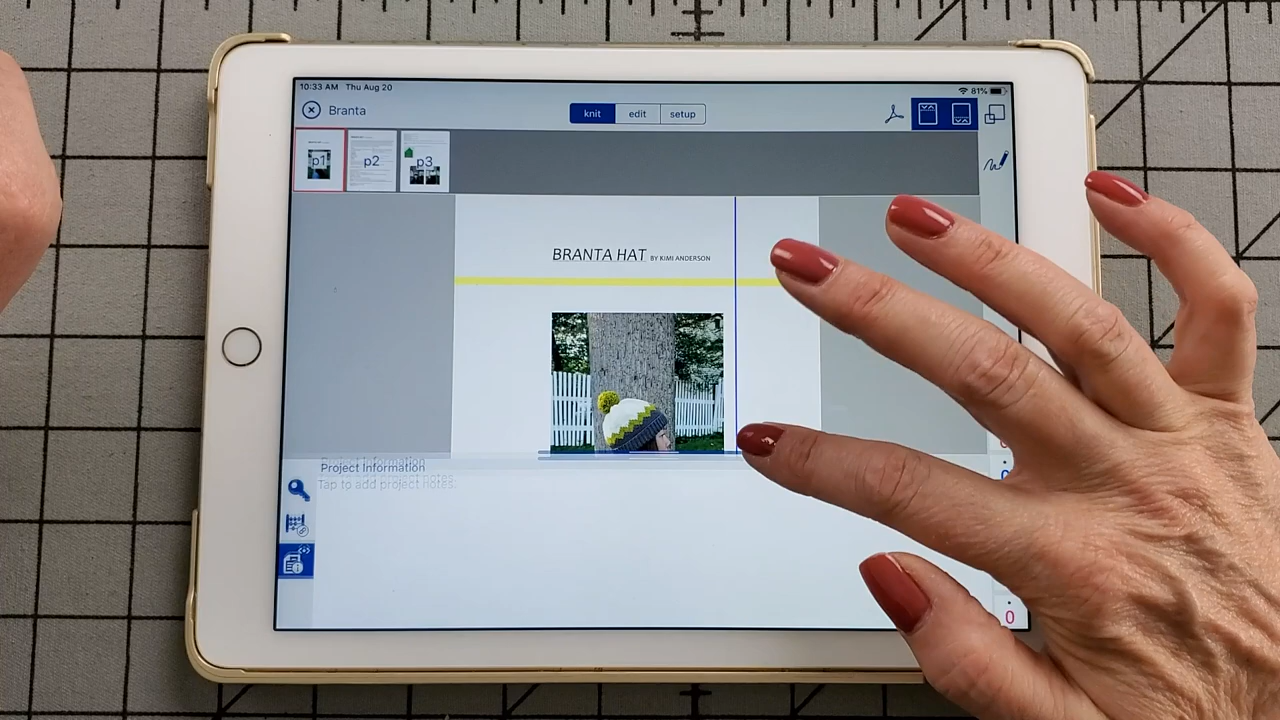 10:33 AM Thu Aug 20
81%
Branta
knit edit setup
p1 p2 p3
BRANTA HAT BY KIMI ANDERSON
Project Information
Tap to add project notes.
0